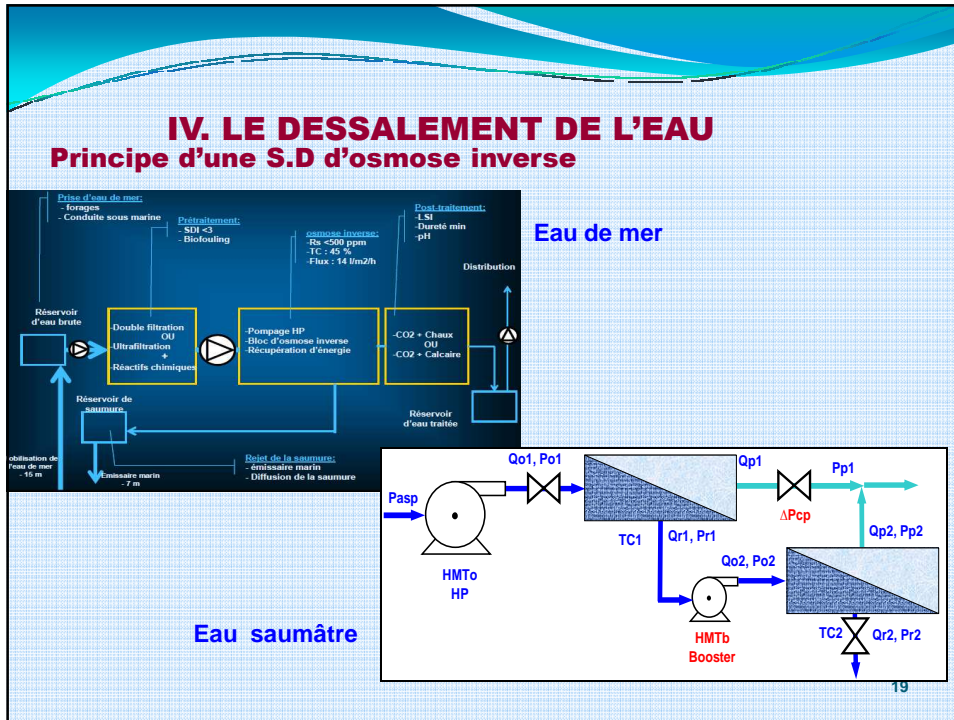 IV. LE DESSALEMENT DE L’EAU
Principe d’une S.D d’osmose inverse
Prise d'eau de mer:
- forages
- Conduite sous marine
Prétraitement:
- SDI <3
- Biofouling
osmose inverse:
-Rs <500 ppm
-TC : 45 %
-Flux : 14 l/m2/h
Post-traitement:
-LSI
-Dureté min
-pH
Eau de mer
Distribution
Réservoir
d'eau brute
-Double filtration
OU
-Ultrafiltration
+
-Réactifs chimiques
-Pompage HP
-Bloc d'osmose inverse
-Récupération d'énergie
-CO2 + Chaux
OU
-CO2 + Calcaire
Réservoir de
saumure
Réservoir
d'eau traitée
obilisation de
l'eau de mer
- 15 m
Émissaire marin
- 7 m
Rejet de la saumure:
- émissaire marin
- Diffusion de la saumure
Pasp
HMTo
HP
Qo1, Po1
TC1
Qr1, Pr1
Qp1
∆Pcp
Pp1
Qp2, Pp2
Qo2, Po2
HMTb
Booster
TC2
Qr2, Pr2
Eau saumâtre
19